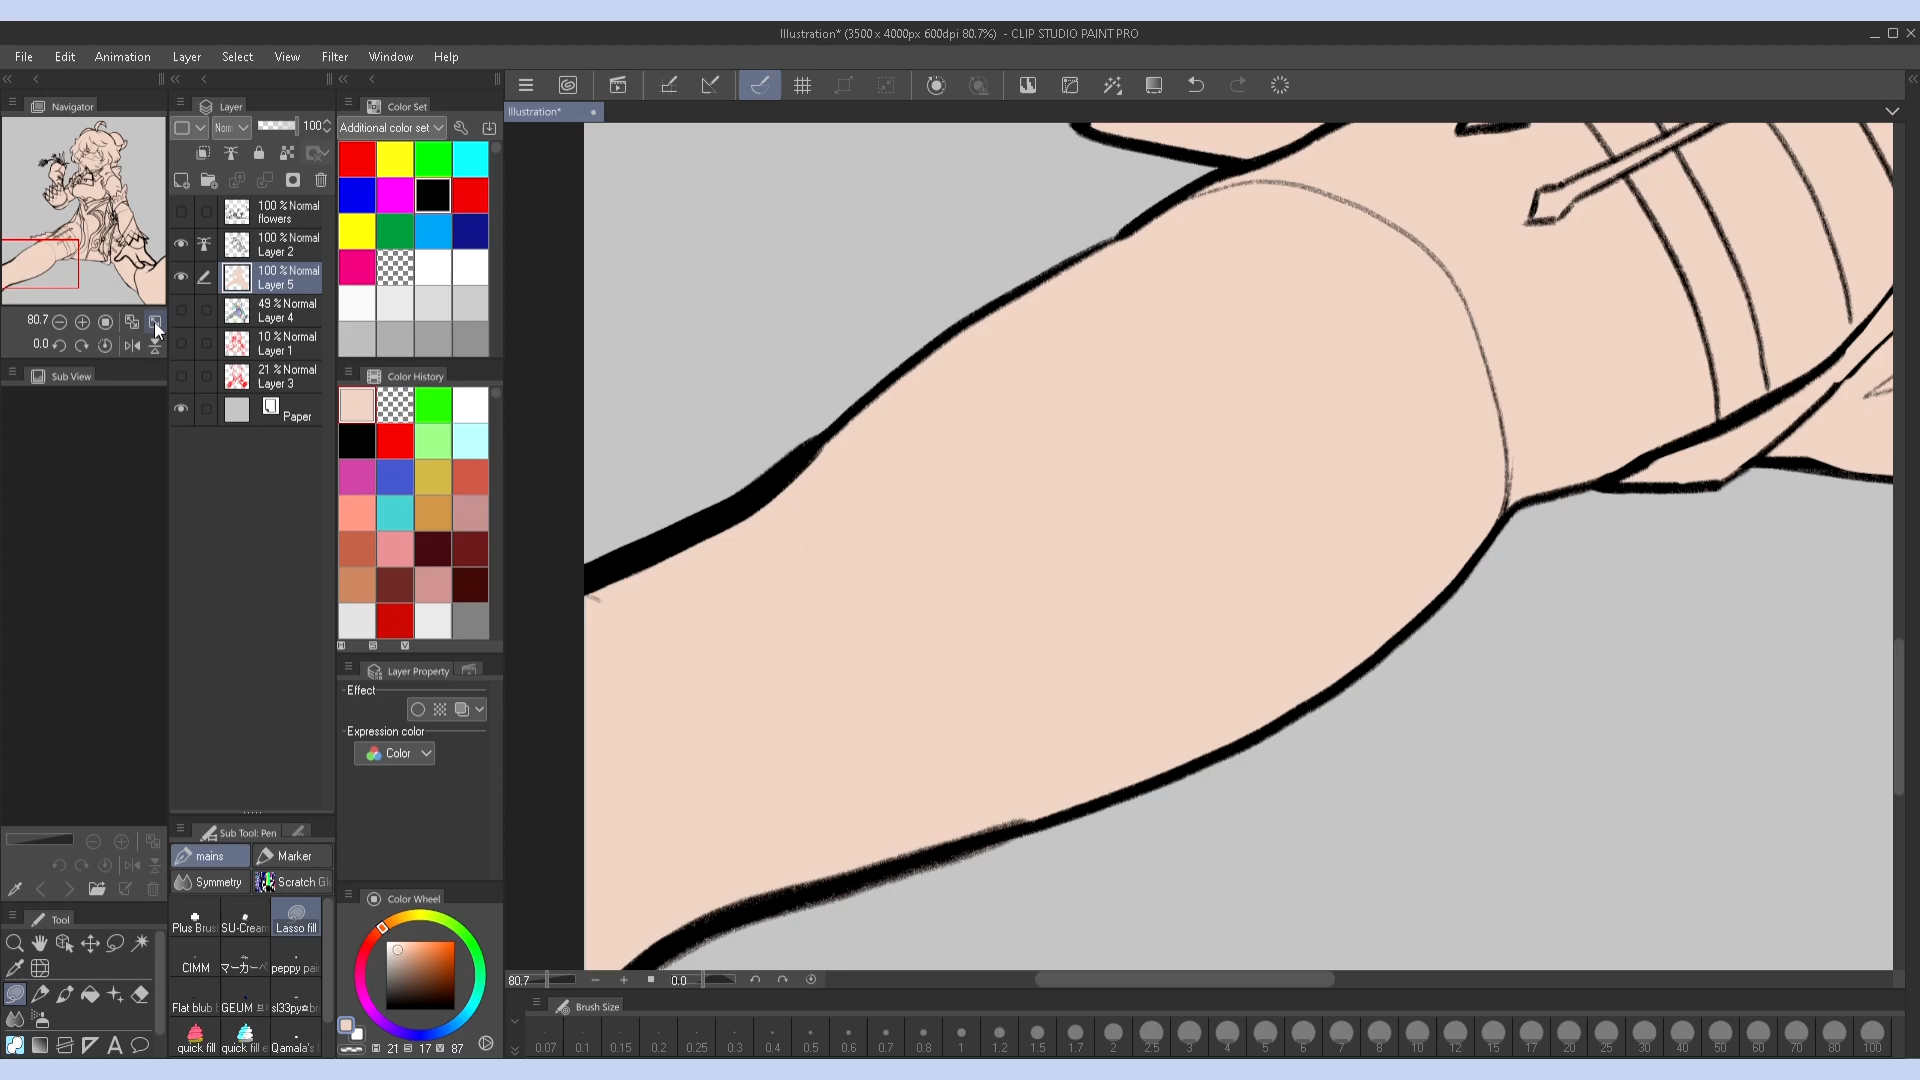 Illustration* (3500 x 4000px 600dpi 80.7%) - CLIP STUDIO PAINT PRO
File Edit Animation Layer Select View Filter Window Help
Navigator
Layer
Color Set
Illustration*
Additional color set
100
100 % Normal
flowers
100 % Normal
Layer 2
100 % Normal
Layer 5
49 % Normal
Layer 4
10 % Normal
Layer 1
21 % Normal
Layer 3
Paper
80.7
0.0
Sub View
Color History
Layer Property
Effect
Expression color
Color
Sub Tool: Pen
mains
Marker
Symmetry
Scratch
Plus Brus
SU-Crean
Lasso fill
CIMM
マーカーペ
peppy pai
Flat blub
GEUM
sl33py
quick fill
quick fill e
Qamala's
Tool
Color Wheel
H 21 S 17 V 87
80.7
0.0
Brush Size
0.07 0.1 0.15 0.2 0.25 0.3 0.4 0.5 0.6 0.7 0.8 1 1.2 1.5 1.7 2 2.5 3 4 5 6 7 8 10 12 15 17 20 25 30 40 50 60 70 80 100